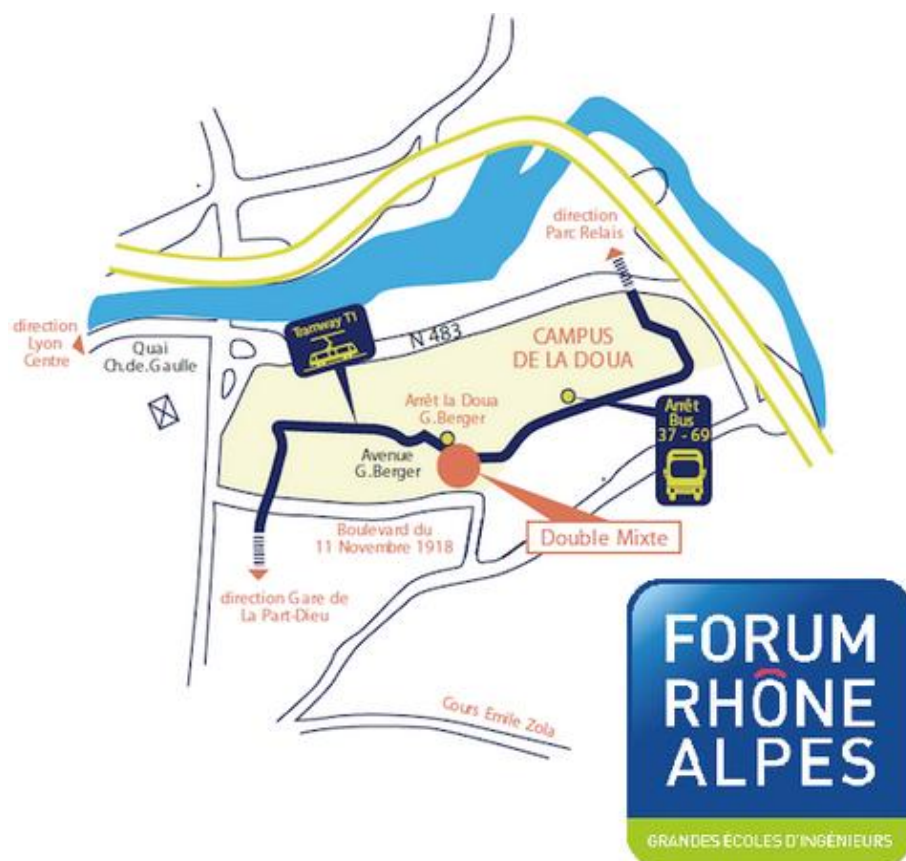 direction
Parc Relais
Tramway T1
direction
Lyon
Centre
Quai
Ch.de.Gaulle
N 483
CAMPUS
DE LA DOUA
Arrêt la Doua
G.Berger
Arrêt
Bus
37 - 69
Avenue
G.Berger
Boulevard du
11 Novembre 1918
Double Mixte
direction Gare de
La Part-Dieu
Cours Emile Zola
FORUM
RHÔNE
ALPES
GRANDES ÉCOLES D'INGÉNIEURS